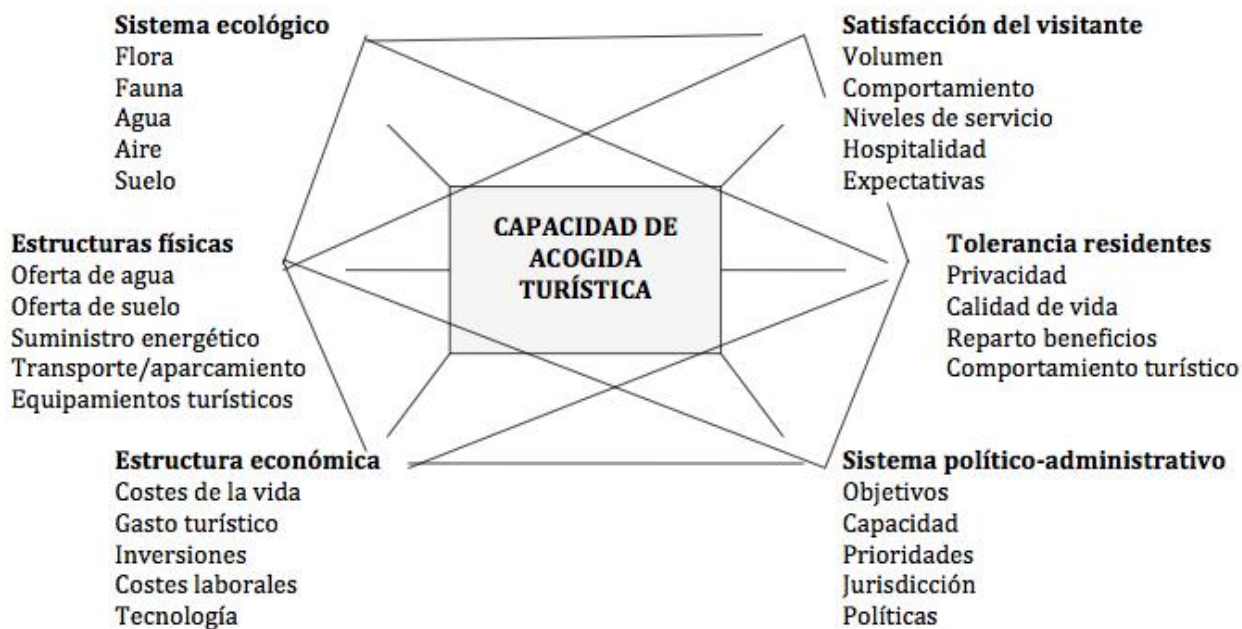 Sistema ecológico
Flora
Fauna
Agua
Aire
Suelo
Satisfacción del visitante
Volumen
Comportamiento
Niveles de servicio
Hospitalidad
Expectativas
CAPACIDAD DE
ACOGIDA
TURÍSTICA
Estructuras físicas
Oferta de agua
Oferta de suelo
Suministro energético
Transporte/aparcamiento
Equipamientos turísticos
Tolerancia residentes
Privacidad
Calidad de vida
Reparto beneficios
Comportamiento turístico
Estructura económica
Costes de la vida
Gasto turístico
Inversiones
Costes laborales
Tecnología
Sistema político-administrativo
Objetivos
Capacidad
Prioridades
Jurisdicción
Políticas